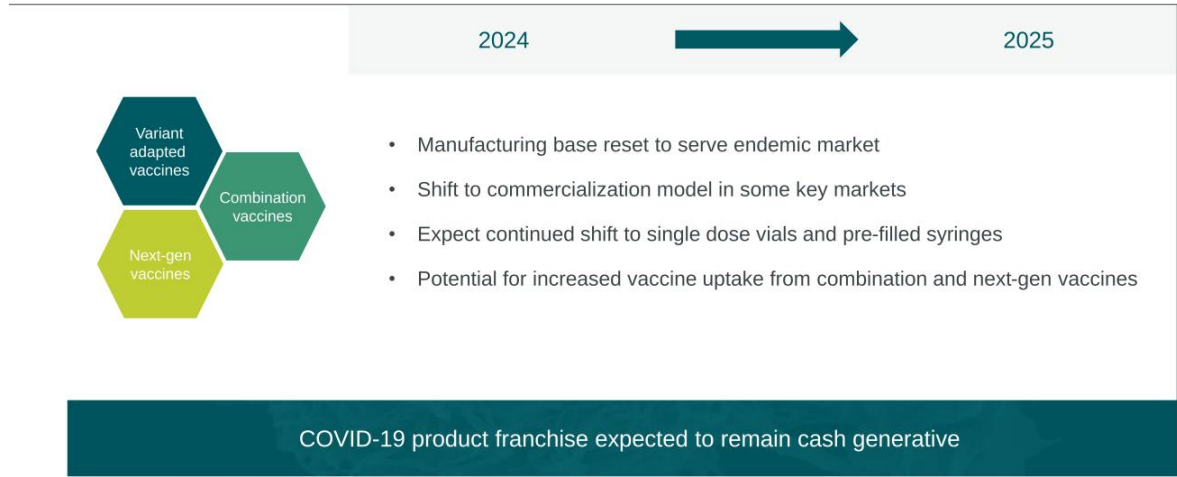 2024
2025
Variant
adapted
vaccines
Combination
vaccines
Next-gen
vaccines
• Manufacturing base reset to serve endemic market
• Shift to commercialization model in some key markets
• Expect continued shift to single dose vials and pre-filled syringes
• Potential for increased vaccine uptake from combination and next-gen vaccines
COVID-19 product franchise expected to remain cash generative